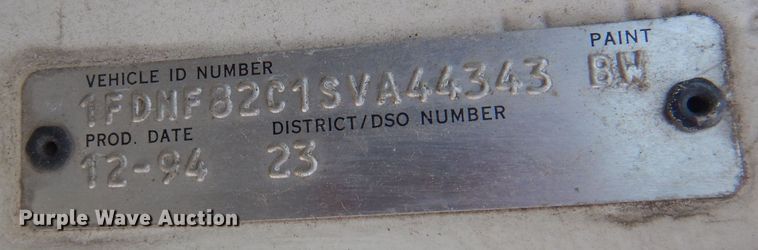 PAINT
VEHICLE ID NUMBER
1FDNF82C1SVA44343 BW
PROD. DATE DISTRICT/DSO NUMBER
12-94 23
Purple Wave Auction